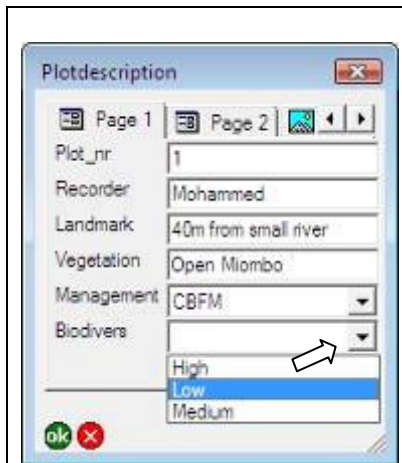 Plotdescription
Page 1 Page 2
Plot_nr 1
Recorder Mohammed
Landmark 40m from small river
Vegetation Open Miombo
Management CBFM
Biodivers
High
Low
Medium
ok